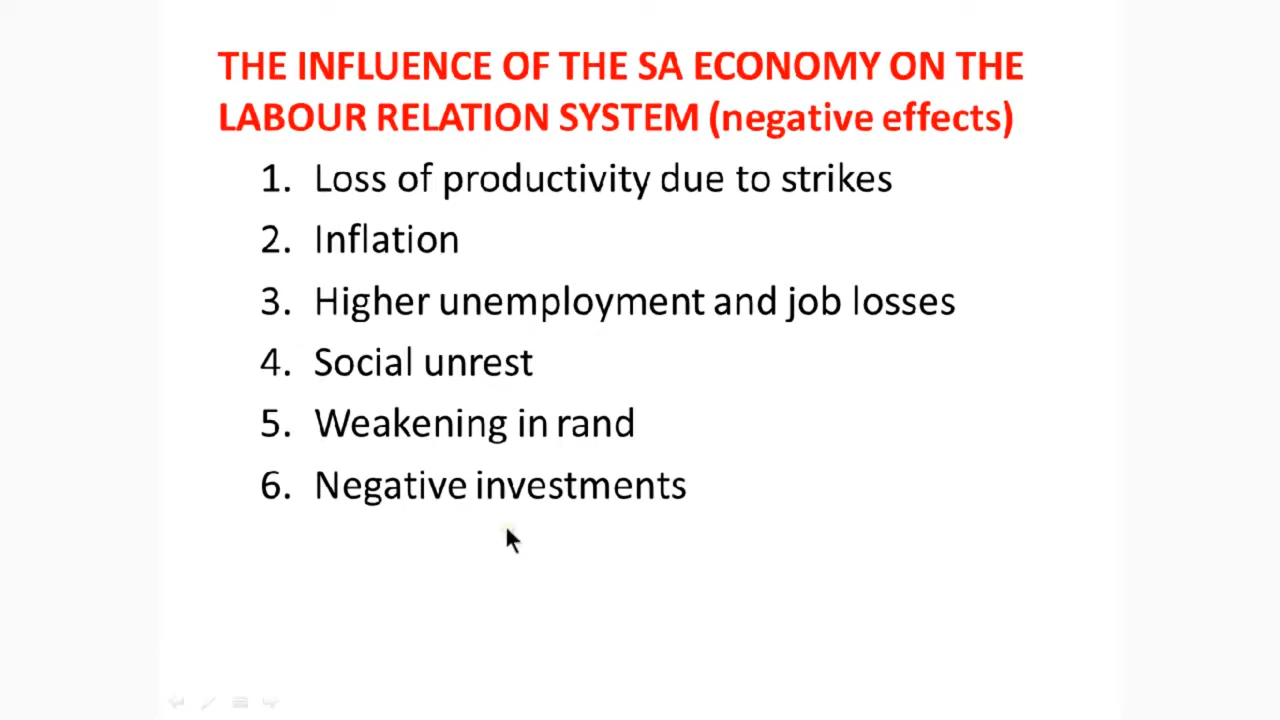 THE INFLUENCE OF THE SA ECONOMY ON THE
LABOUR RELATION SYSTEM (negative effects)
1. Loss of productivity due to strikes
2. Inflation
3. Higher unemployment and job losses
4. Social unrest
5. Weakening in rand
6. Negative investments